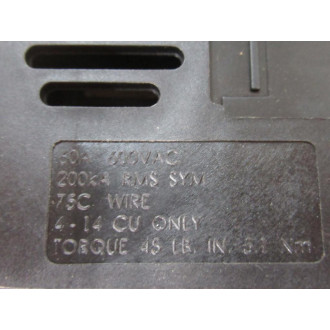 60A 600VAC
200kA RMS SYM
75C WIRE
4-14 CU ONLY
TORQUE 45 LB. IN. 5.1 Nm